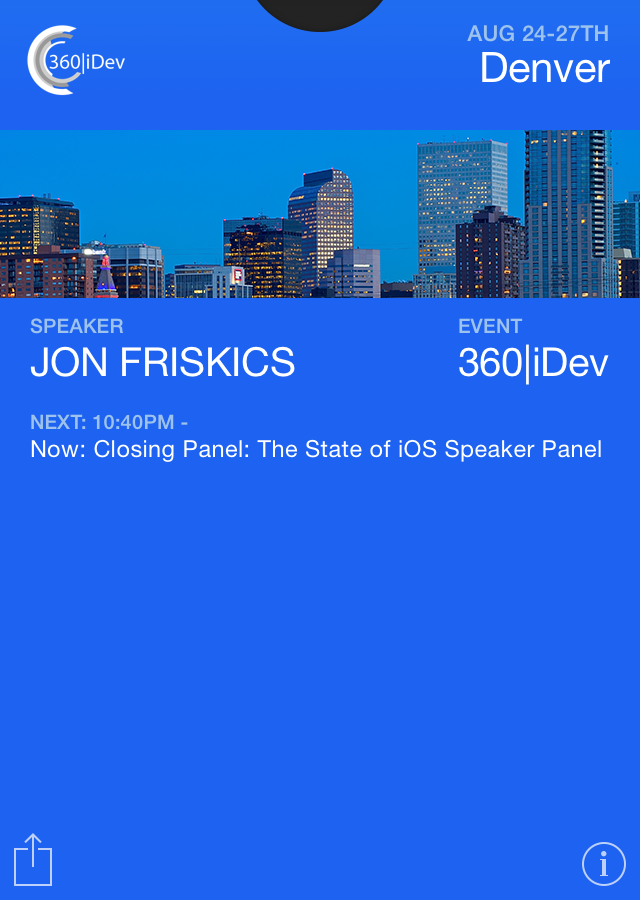 360|iDev
AUG 24-27TH
Denver
SPEAKER
JON FRISKICS
EVENT
360|iDev
NEXT: 10:40PM -
Now: Closing Panel: The State of iOS Speaker Panel
i